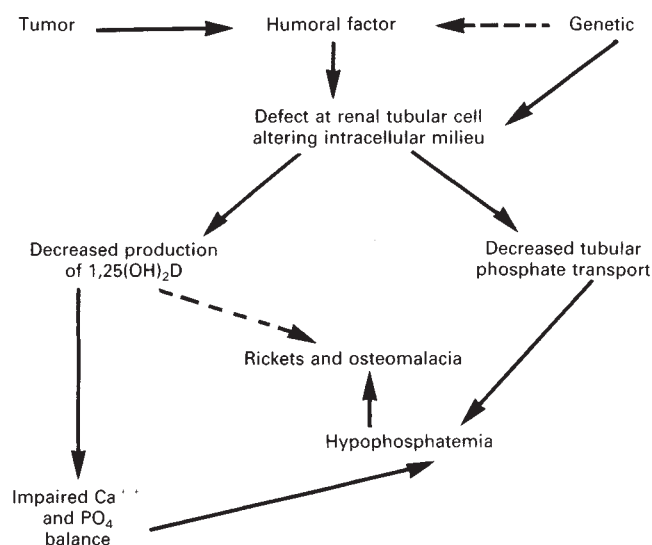 Tumor
Humoral factor
Genetic
Defect at renal tubular cell
altering intracellular milieu
Decreased production
of 1,25(OH)₂D
Decreased tubular
phosphate transport
Rickets and osteomalacia
Hypophosphatemia
Impaired Ca⁺⁺
and PO₄
balance